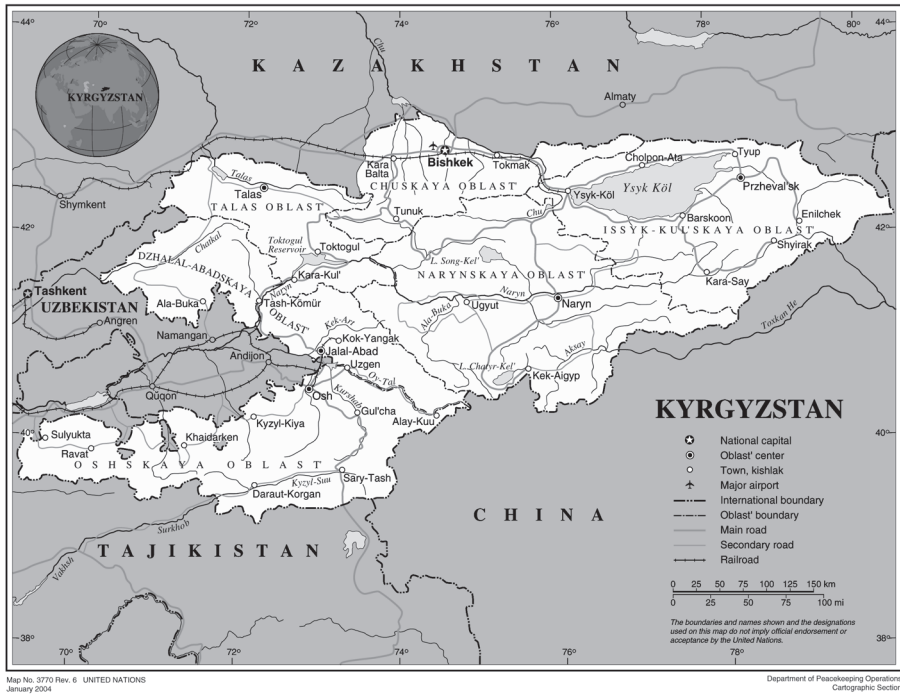 44° 70° 72° 74° 76° 78° 80° 44°
KYRGYZSTAN
Chu
KAZAKHSTAN
Almaty
Bishkek
Kara
Balta
Tokmak
Cholpon-Ata
Tyup
CHUSKAYA OBLAST'
Talas
Talas
Ysyk-Köl
Ysyk Köl
Przheval'sk
Shymkent
TALAS OBLAST'
Tunuk
Chu
Barskoon
Enilchek
42°
42°
ISSYK-KUL'SKAYA OBLAST'
Chatkal
Toktogul
Reservoir
Toktogul
Shyirak
DZHALAL-ABADSKAYA
OBLAST'
L. Song-Kel'
Kara-Kul'
NARYNSKAYA OBLAST'
Kara-Say
Tashkent
UZBEKISTAN
Naryn
Naryn
Ala-Buka
Tash-Kömür
Ala-Buka
Ugyut
Naryn
Angren
Toxkan He
Namangan
Kek-Art
Kok-Yangak
Jalal-Abad
Andijon
Uzgen
L. Chatyr-Kel'
Aksay
Oy-Tal
Kek-Aigyp
Quqon
Osh
Kurshab
Gul'cha
Alay-Kuu
Kyzyl-Kiya
40°
40°
Sulyukta
Khaidarken
Ravat
OSHSKAYA OBLAST'
Kyzyl-Suu
Sary-Tash
Daraut-Korgan
Surkhob
Vakhsh
TAJIKISTAN
CHINA
KYRGYZSTAN
National capital
Oblast' center
Town, kishlak
Major airport
International boundary
Oblast' boundary
Main road
Secondary road
Railroad
0 25 50 75 100 125 150 km
0 25 50 75 100 mi
The boundaries and names shown and the designations
used on this map do not imply official endorsement or
acceptance by the United Nations.
38°
38°
70° 72° 74° 76° 78°
Map No. 3770 Rev. 6 UNITED NATIONS
January 2004
Department of Peacekeeping Operations
Cartographic Section